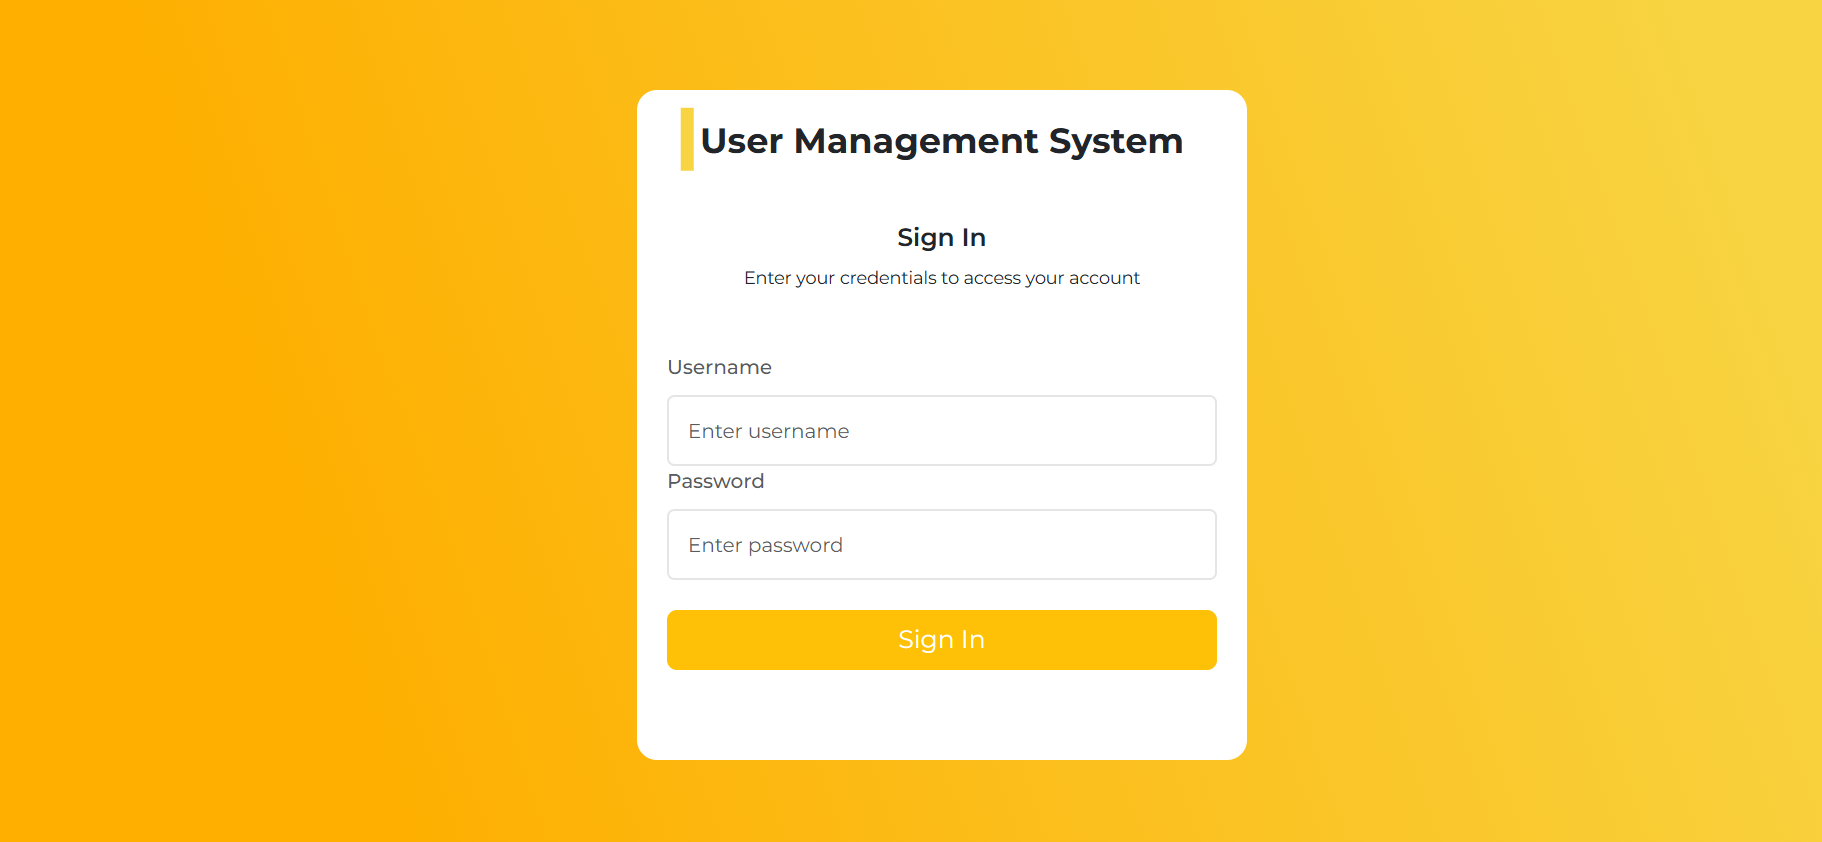 User Management System
Sign In
Enter your credentials to access your account
Username
Enter username
Password
Enter password
Sign In